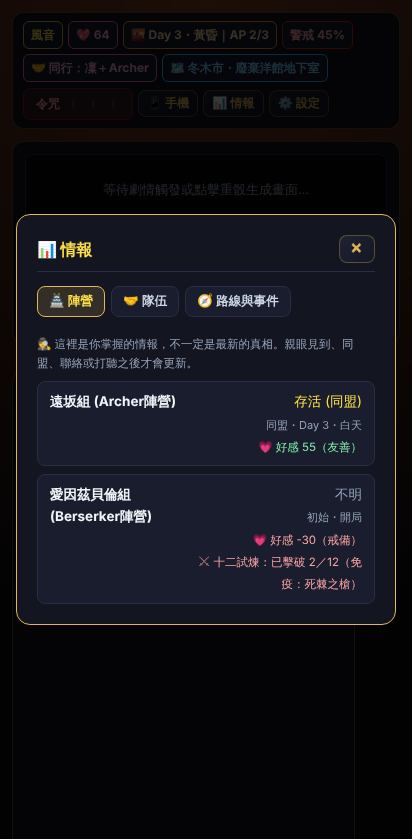 風音 💗 64 🌇 Day 3・黃昏｜AP 2/3 警戒 45%
🤝 同行：凜＋Archer 🗺️ 冬木市・廢棄洋館地下室
令咒 📱 手機 📊 情報 ⚙️ 設定
等待劇情觸發或點擊重骰生成畫面...
📊 情報 ×
🏯 陣營 🤝 隊伍 🧭 路線與事件
🕵️ 這裡是你掌握的情報，不一定是最新的真相。親眼見到、同
盟、聯絡或打聽之後才會更新。
遠坂組 (Archer陣營) 存活 (同盟)
同盟・Day 3・白天
💗 好感 55（友善）
愛因茲貝倫組 不明
(Berserker陣營) 初始・開局
💗 好感 -30（戒備）
⚔ 十二試煉：已擊破 2／12（免
疫：死棘之槍）